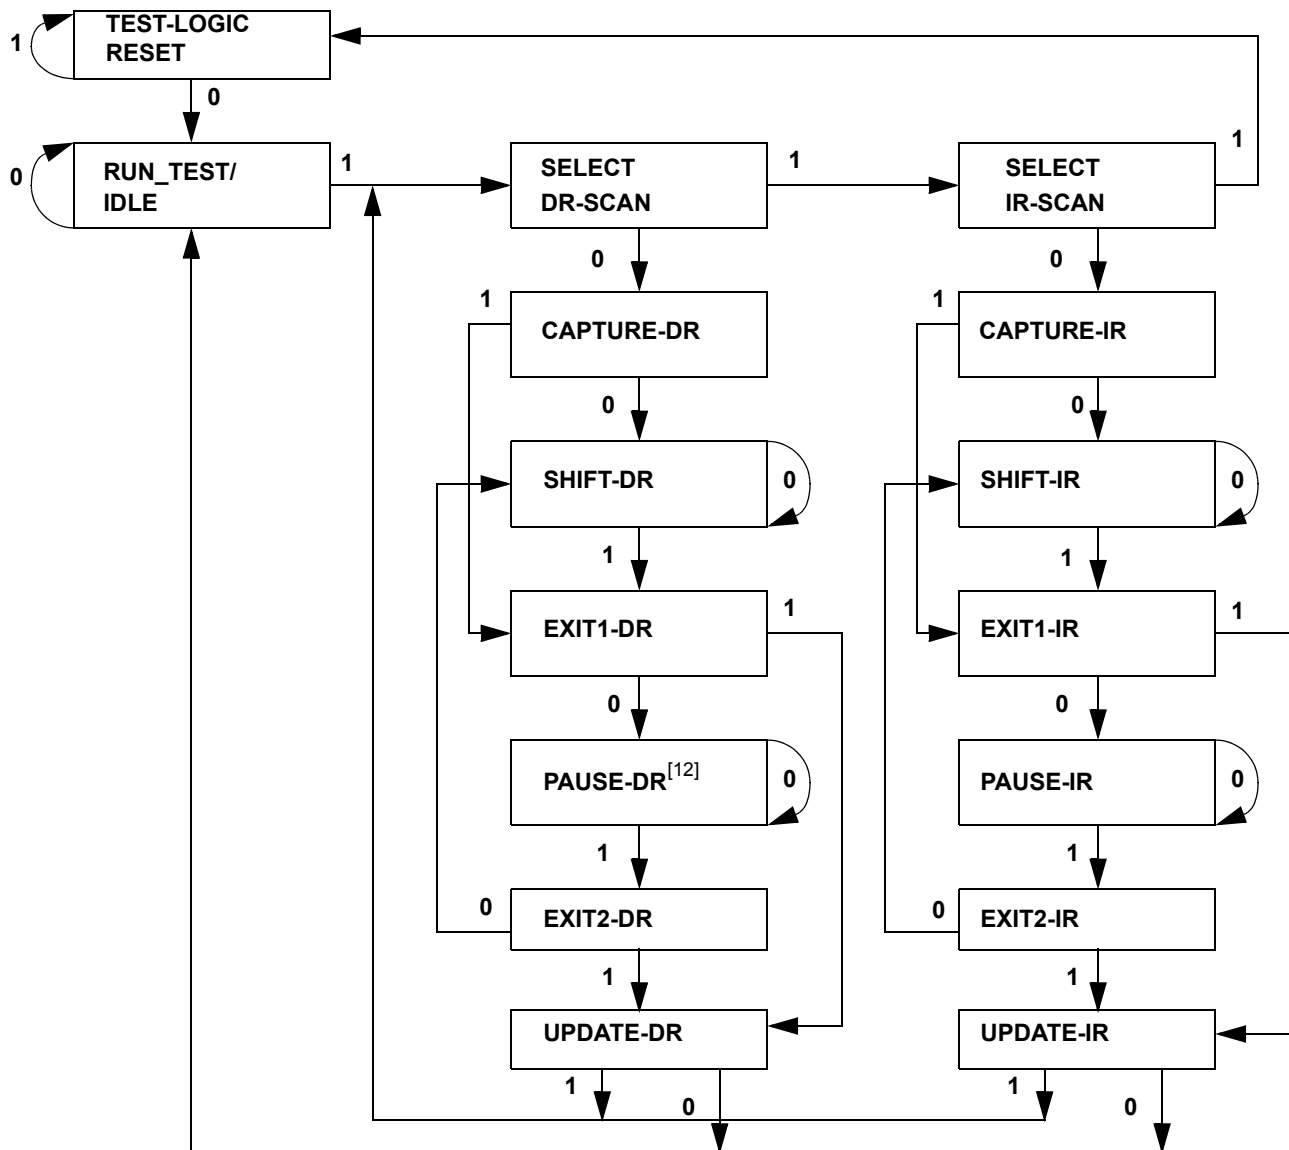 TEST-LOGIC
RESET
1
0
RUN_TEST/
IDLE
0
1
SELECT
DR-SCAN
1
SELECT
IR-SCAN
1
0
0
1
CAPTURE-DR
1
CAPTURE-IR
0
0
SHIFT-DR
0
SHIFT-IR
0
1
1
EXIT1-DR
1
EXIT1-IR
1
0
0
PAUSE-DR[12]
0
PAUSE-IR
0
1
1
0
EXIT2-DR
0
EXIT2-IR
1
1
UPDATE-DR
UPDATE-IR
1
0
1
0